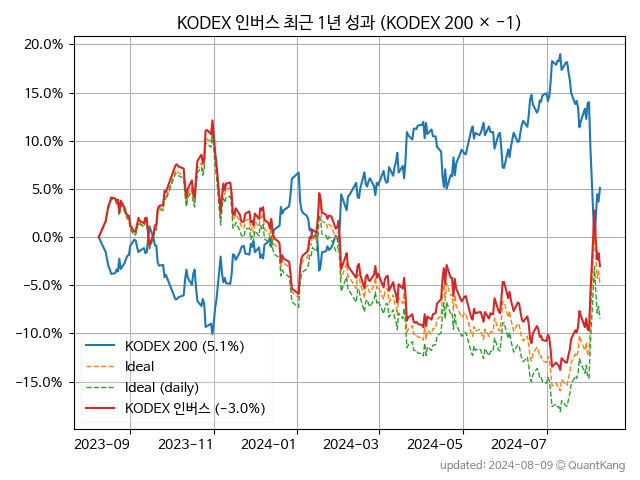 KODEX 인버스 최근 1년 성과 (KODEX 200 × −1)
20.0%
15.0%
10.0%
5.0%
0.0%
−5.0%
−10.0%
−15.0%
KODEX 200 (5.1%)
Ideal
Ideal (daily)
KODEX 인버스 (−3.0%)
2023-09 2023-11 2024-01 2024-03 2024-05 2024-07
updated: 2024-08-09 © QuantKang